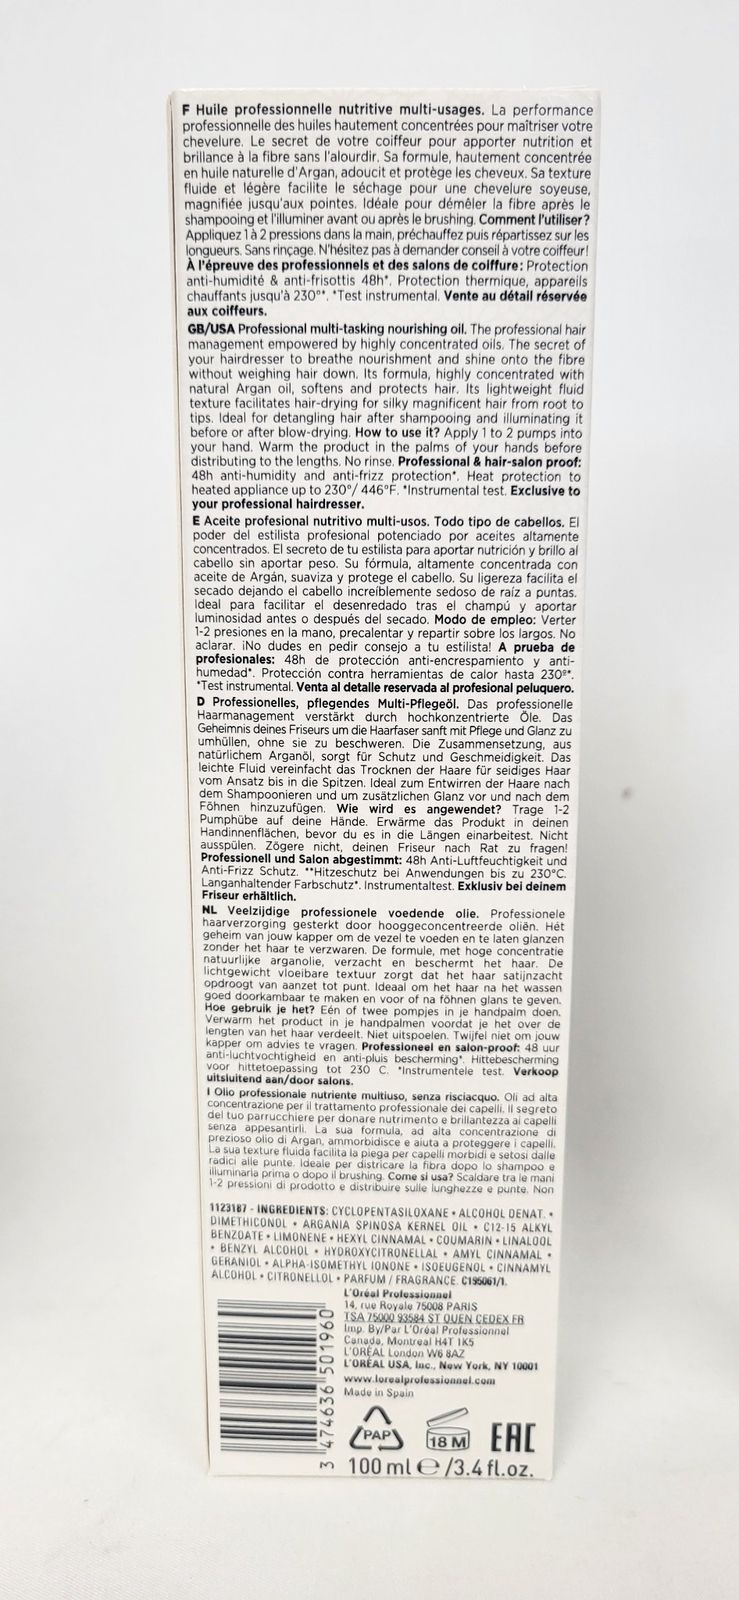 F Huile professionnelle nutritive multi-usages. La performance
professionnelle des huiles hautement concentrées pour maîtriser votre
chevelure. Le secret de votre coiffeur pour apporter nutrition et
brillance à la fibre sans l'alourdir. Sa formule, hautement concentrée
en huile naturelle d'Argan, adoucit et protège les cheveux. Sa texture
fluide et légère facilite le séchage pour une chevelure soyeuse,
magnifiée jusqu'aux pointes. Idéale pour démêler la fibre après le
shampooing et l'illuminer avant ou après le brushing. Comment l'utiliser?
Appliquez 1 à 2 pressions dans la main, préchauffez puis répartissez sur les
longueurs. Sans rinçage. N'hésitez pas à demander conseil à votre coiffeur!
À l'épreuve des professionnels et des salons de coiffure: Protection
anti-humidité & anti-frisottis 48h*. Protection thermique, appareils
chauffants jusqu'à 230°*. *Test instrumental. Vente au détail réservée
aux coiffeurs.
GB/USA Professional multi-tasking nourishing oil. The professional hair
management empowered by highly concentrated oils. The secret of
your hairdresser to breathe nourishment and shine onto the fibre
without weighing hair down. Its formula, highly concentrated with
natural Argan oil, softens and protects hair. Its lightweight fluid
texture facilitates hair-drying for silky magnificent hair from root to
tips. Ideal for detangling hair after shampooing and illuminating it
before or after blow-drying. How to use it? Apply 1 to 2 pumps into
your hand. Warm the product in the palms of your hands before
distributing to the lengths. No rinse. Professional & hair-salon proof:
48h anti-humidity and anti-frizz protection*. Heat protection to
heated appliance up to 230°/ 446°F. *Instrumental test. Exclusive to
your professional hairdresser.
E Aceite profesional nutritivo multi-usos. Todo tipo de cabellos. El
poder del estilista profesional potenciado por aceites altamente
concentrados. El secreto de tu estilista para aportar nutrición y brillo al
cabello sin aportar peso. Su fórmula, altamente concentrada con
aceite de Argán, suaviza y protege el cabello. Su ligereza facilita el
secado dejando el cabello increíblemente sedoso de raíz a puntas.
Ideal para facilitar el desenredado tras el champú y aportar
luminosidad antes o después del secado. Modo de empleo: Verter
1-2 presiones en la mano, precalentar y repartir sobre los largos. No
aclarar. ¡No dudes en pedir consejo a tu estilista! A prueba de
profesionales: 48h de protección anti-encrespamiento y anti-
humedad*. Protección contra herramientas de calor hasta 230º*.
*Test instrumental. Venta al detalle reservada al profesional peluquero.
D Professionelles, pflegendes Multi-Pflegeöl. Das professionelle
Haarmanagement verstärkt durch hochkonzentrierte Öle. Das
Geheimnis deines Friseurs um die Haarfaser sanft mit Pflege und Glanz zu
umhüllen, ohne sie zu beschweren. Die Zusammensetzung, aus
natürlichem Arganöl, sorgt für Schutz und Geschmeidigkeit. Das
leichte Fluid vereinfacht das Trocknen der Haare für seidiges Haar
vom Ansatz bis in die Spitzen. Ideal zum Entwirren der Haare nach
dem Shampoonieren und um zusätzlichen Glanz vor und nach dem
Föhnen hinzuzufügen. Wie wird es angewendet? Trage 1-2
Pumphübe auf deine Hände. Erwärme das Produkt in deinen
Handinnenflächen, bevor du es in die Längen einarbeitest. Nicht
ausspülen. Zögere nicht, deinen Friseur nach Rat zu fragen!
Professionell und Salon abgestimmt: 48h Anti-Luftfeuchtigkeit und
Anti-Frizz Schutz. **Hitzeschutz bei Anwendungen bis zu 230°C.
Langanhaltender Farbschutz*. Instrumentaltest. Exklusiv bei deinem
Friseur erhältlich.
NL Veelzijdige professionele voedende olie. Professionele
haarverzorging gesterkt door hooggeconcentreerde oliën. Hét
geheim van jouw kapper om de vezel te voeden en te laten glanzen
zonder het haar te verzwaren. De formule, met hoge concentratie
natuurlijke arganolie, verzacht en beschermt het haar. De
lichtgewicht vloeibare textuur zorgt dat het haar satijnzacht
opdroogt van aanzet tot punt. Ideaal om het haar na het wassen
goed doorkambaar te maken en voor of na föhnen glans te geven.
Hoe gebruik je het? Eén of twee pompjes in je handpalm doen.
Verwarm het product in je handpalmen voordat je het over de
lengten van het haar verdeelt. Niet uitspoelen. Twijfel niet om jouw
kapper om advies te vragen. Professioneel en salon-proof: 48 uur
anti-luchtvochtigheid en anti-pluis bescherming*. Hittebescherming
voor hittetoepassing tot 230 C. *Instrumentele test. Verkoop
uitsluitend aan/door salons.
I Olio professionale nutriente multiuso, senza risciacquo. Oli ad alta
concentrazione per il trattamento professionale dei capelli. Il segreto
del tuo parrucchiere per donare nutrimento e brillantezza ai capelli
senza appesantirli. La sua formula, ad alta concentrazione di
prezioso olio di Argan, ammorbidisce e aiuta a proteggere i capelli.
La sua texture fluida facilita la piega per capelli morbidi e setosi dalle
radici alle punte. Ideale per districare la fibra dopo lo shampoo e
illuminarla prima o dopo il brushing. Come si usa? Scaldare tra le mani
1-2 pressioni di prodotto e distribuire sulle lunghezze e punte. Non
1123187 - INGREDIENTS: CYCLOPENTASILOXANE • ALCOHOL DENAT. •
DIMETHICONOL • ARGANIA SPINOSA KERNEL OIL • C12-15 ALKYL
BENZOATE • LIMONENE • HEXYL CINNAMAL • COUMARIN • LINALOOL
• BENZYL ALCOHOL • HYDROXYCITRONELLAL • AMYL CINNAMAL •
GERANIOL • ALPHA-ISOMETHYL IONONE • ISOEUGENOL • CINNAMYL
ALCOHOL • CITRONELLOL • PARFUM / FRAGRANCE. C195061/1.
L'Oréal Professionnel
14, rue Royale 75008 PARIS
TSA 75000 93584 ST OUEN CEDEX FR
Imp. By/Par L'Oréal Professionnel
Canada, Montreal H4T 1K5
L'ORÉAL London W6 8AZ
L'ORÉAL USA, Inc., New York, NY 10001
www.lorealprofessionnel.com
Made in Spain
3 474636 501960
PAP
18 M
EAC
100 ml ℮ /3.4 fl.oz.